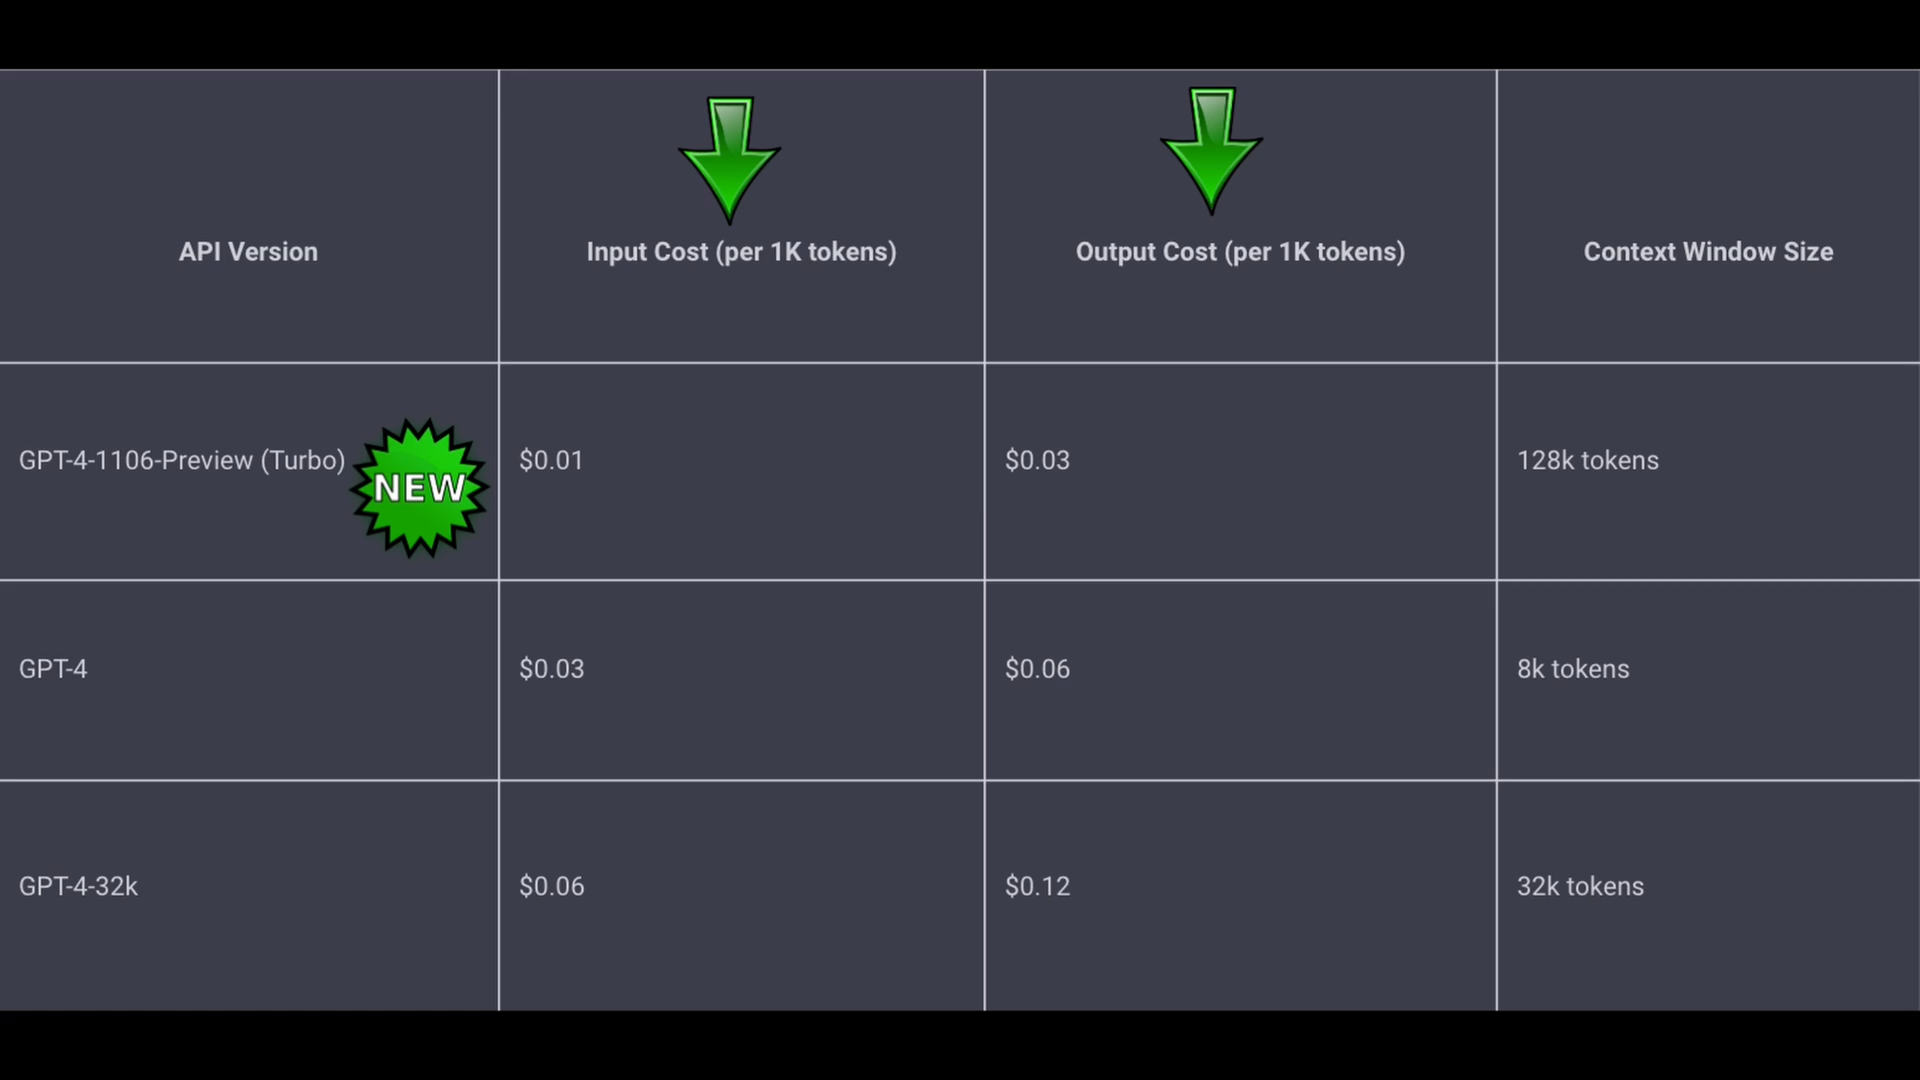 API Version
Input Cost (per 1K tokens)
Output Cost (per 1K tokens)
Context Window Size
GPT-4-1106-Preview (Turbo)
NEW
$0.01
$0.03
128k tokens
GPT-4
$0.03
$0.06
8k tokens
GPT-4-32k
$0.06
$0.12
32k tokens